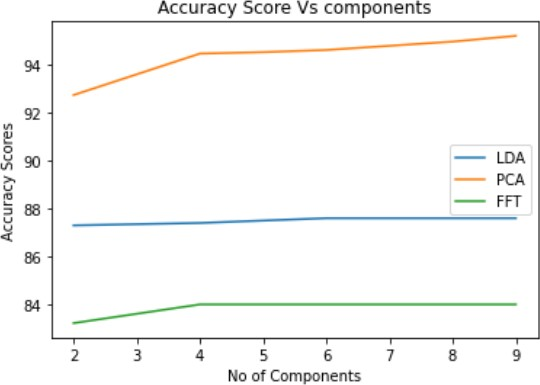 Accuracy Score Vs components
Accuracy Scores
94
92
90
88
86
84
LDA
PCA
FFT
2 3 4 5 6 7 8 9
No of Components